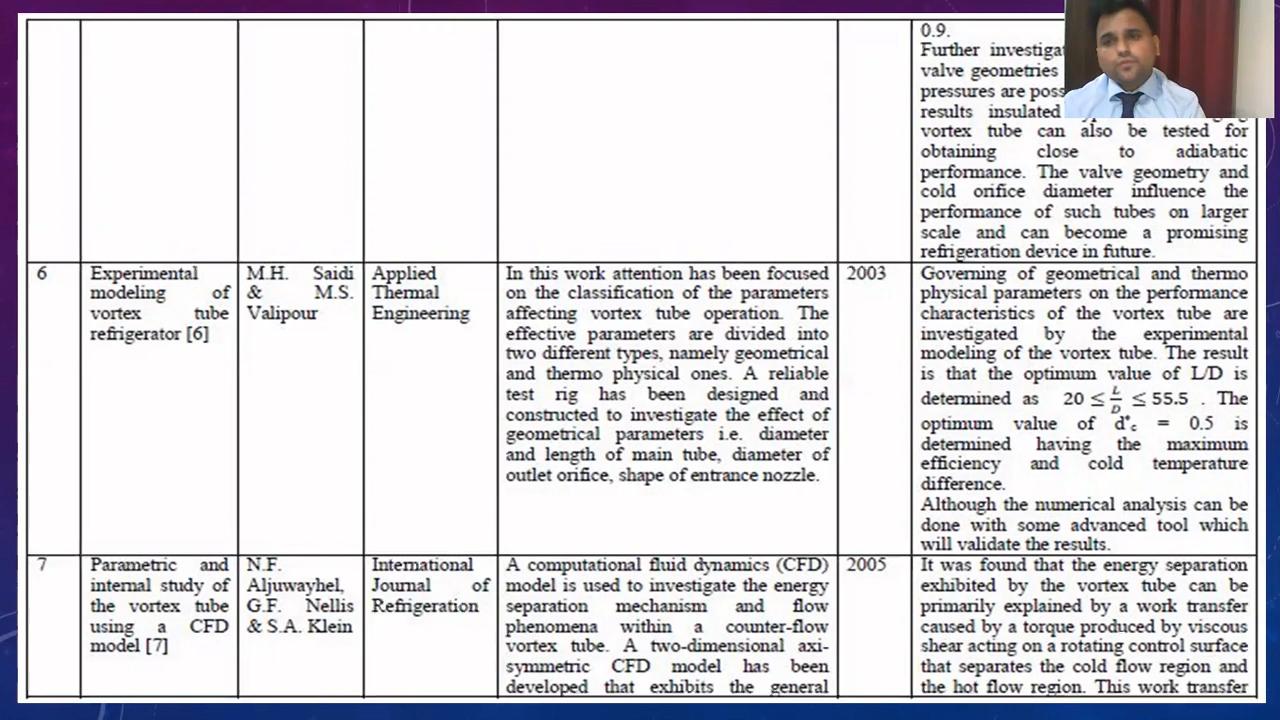 0.9.
Further investigat
valve geometries
pressures are poss
results insulated
vortex tube can also be tested for
obtaining close to adiabatic
performance. The valve geometry and
cold orifice diameter influence the
performance of such tubes on larger
scale and can become a promising
refrigeration device in future.
6
Experimental
modeling of
vortex tube
refrigerator [6]
M.H. Saidi
& M.S.
Valipour
Applied
Thermal
Engineering
In this work attention has been focused
on the classification of the parameters
affecting vortex tube operation. The
effective parameters are divided into
two different types, namely geometrical
and thermo physical ones. A reliable
test rig has been designed and
constructed to investigate the effect of
geometrical parameters i.e. diameter
and length of main tube, diameter of
outlet orifice, shape of entrance nozzle.
2003
Governing of geometrical and thermo
physical parameters on the performance
characteristics of the vortex tube are
investigated by the experimental
modeling of the vortex tube. The result
is that the optimum value of L/D is
determined as 20 ≤ L/D ≤ 55.5 . The
optimum value of d*c = 0.5 is
determined having the maximum
efficiency and cold temperature
difference.
Although the numerical analysis can be
done with some advanced tool which
will validate the results.
7
Parametric and
internal study of
the vortex tube
using a CFD
model [7]
N.F.
Aljuwayhel,
G.F. Nellis
& S.A. Klein
International
Journal of
Refrigeration
A computational fluid dynamics (CFD)
model is used to investigate the energy
separation mechanism and flow
phenomena within a counter-flow
vortex tube. A two-dimensional axi-
symmetric CFD model has been
developed that exhibits the general
2005
It was found that the energy separation
exhibited by the vortex tube can be
primarily explained by a work transfer
caused by a torque produced by viscous
shear acting on a rotating control surface
that separates the cold flow region and
the hot flow region. This work transfer